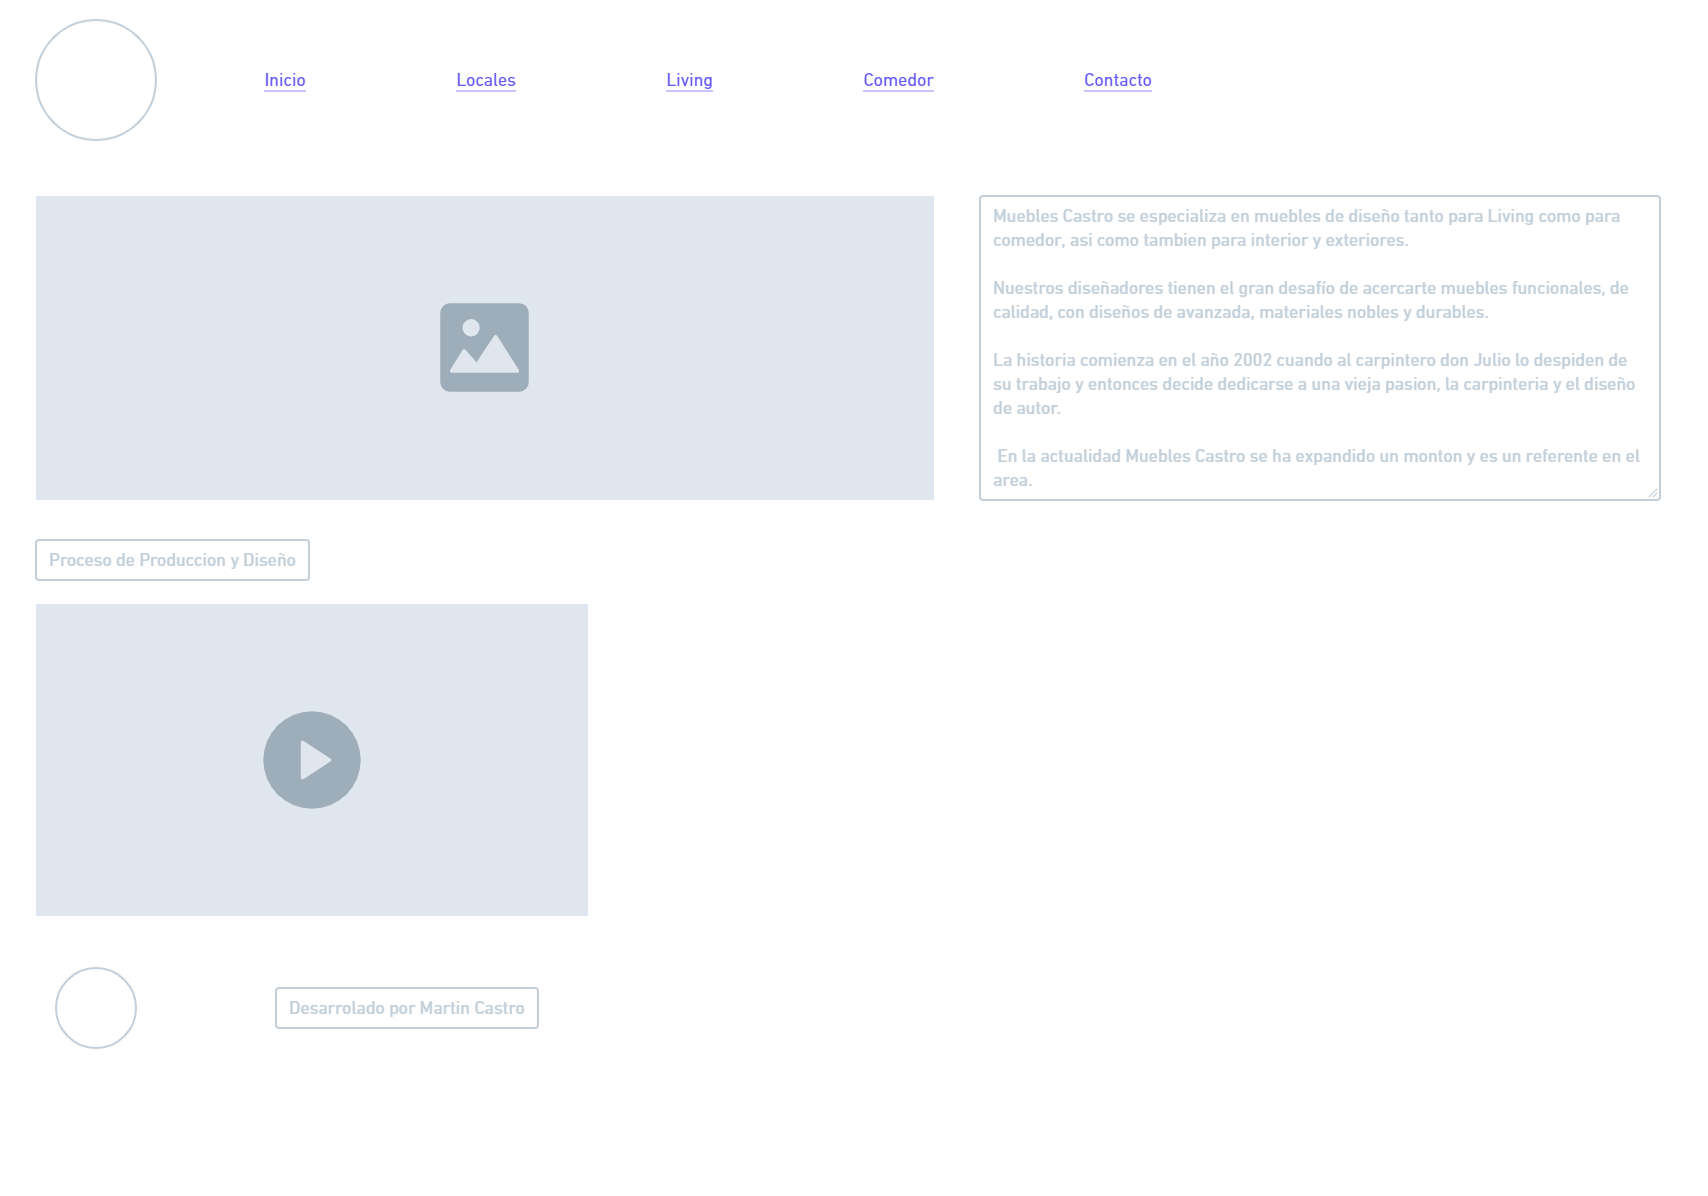 Inicio
Locales
Living
Comedor
Contacto
Muebles Castro se especializa en muebles de diseño tanto para Living como para
comedor, asi como tambien para interior y exteriores.
Nuestros diseñadores tienen el gran desafío de acercarte muebles funcionales, de
calidad, con diseños de avanzada, materiales nobles y durables.
La historia comienza en el año 2002 cuando al carpintero don Julio lo despiden de
su trabajo y entonces decide dedicarse a una vieja pasion, la carpinteria y el diseño
de autor.
En la actualidad Muebles Castro se ha expandido un monton y es un referente en el
area.
Proceso de Produccion y Diseño
Desarrolado por Martin Castro